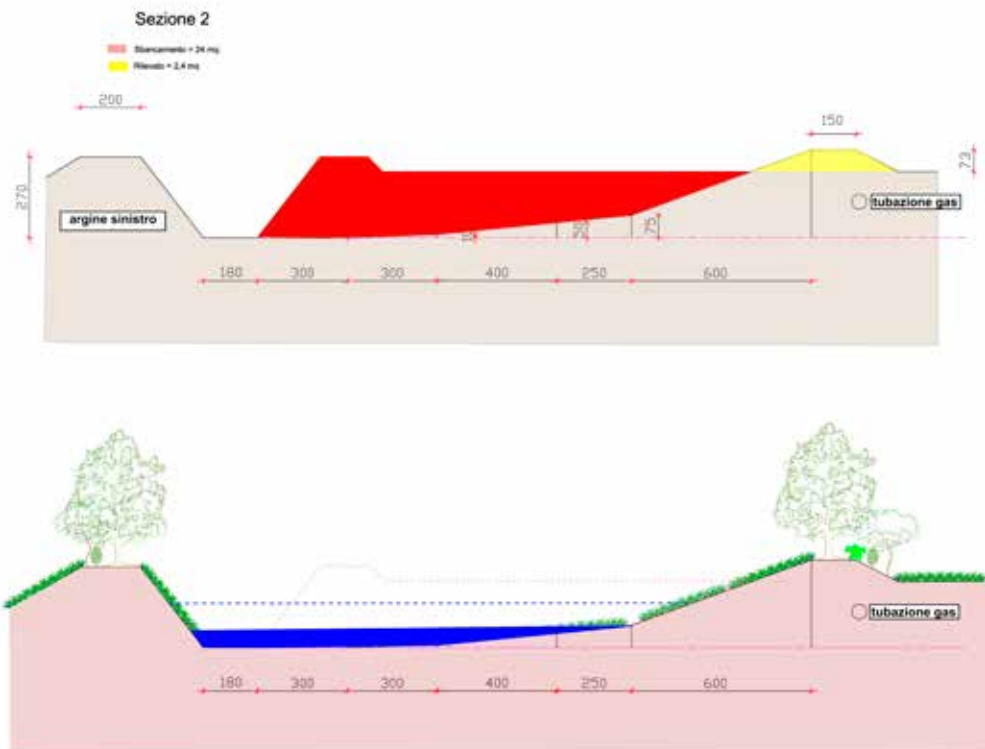 Sezione 2
Sbancamento = 24 mq
Rilevato = 2,4 mq
200
150
73
270
argine sinistro
tubazione gas
50
75
180 300 300 400 250 600
tubazione gas
180 300 300 400 250 600